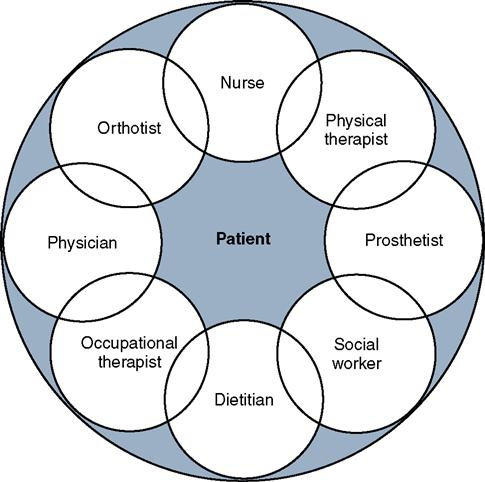 Nurse
Orthotist
Physical
therapist
Physician
Patient
Prosthetist
Occupational
therapist
Social
worker
Dietitian